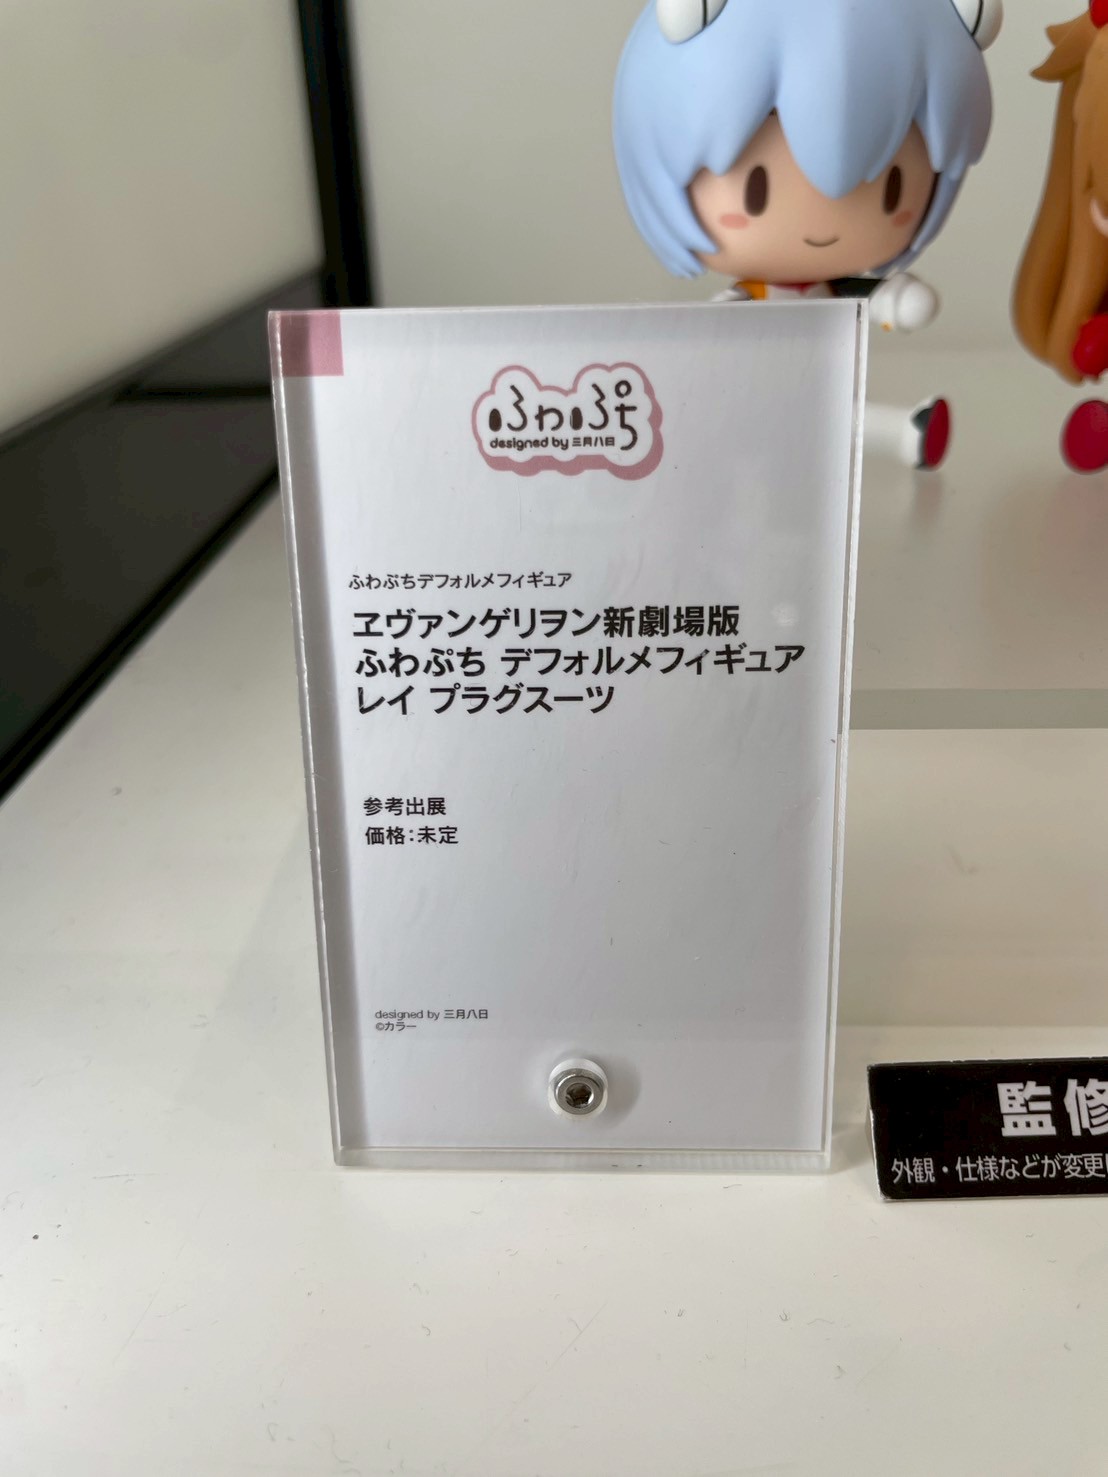 ふわぷち
designed by 三月八日
ふわぷちデフォルメフィギュア
ヱヴァンゲリヲン新劇場版
ふわぷち デフォルメフィギュア
レイ プラグスーツ
参考出展
価格：未定
designed by 三月八日
©カラー
監修
外観・仕様などが変更